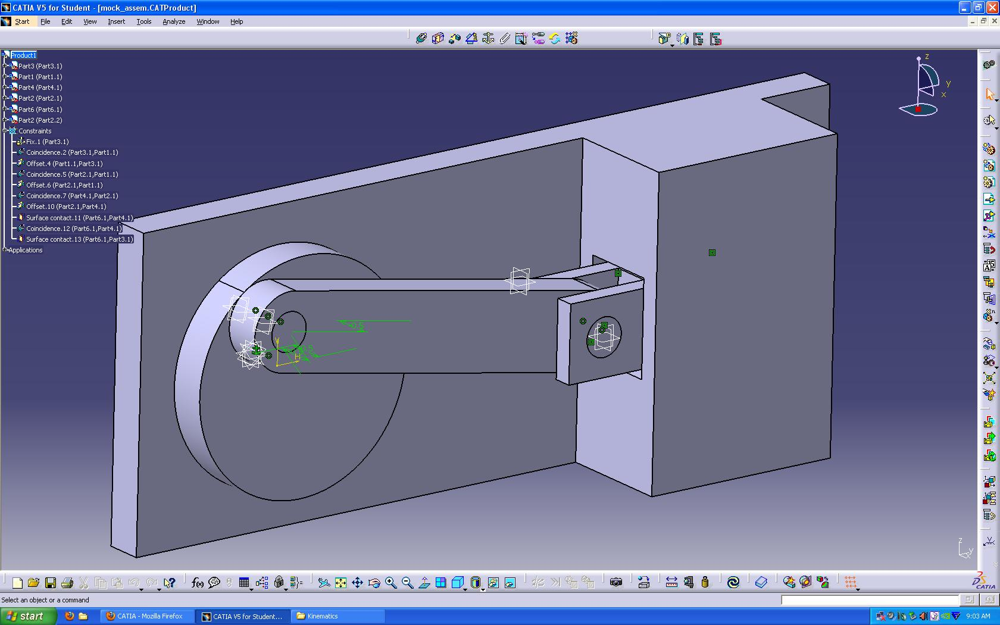 CATIA V5 for Student - [mock_assem.CATProduct]
Start File Edit View Insert Tools Analyze Window Help
Product1
Part3 (Part3.1)
Part1 (Part1.1)
Part4 (Part4.1)
Part2 (Part2.1)
Part6 (Part6.1)
Part2 (Part2.2)
Constraints
Fix.1 (Part3.1)
Coincidence.2 (Part3.1,Part1.1)
Offset.4 (Part1.1,Part3.1)
Coincidence.5 (Part2.1,Part1.1)
Offset.6 (Part2.1,Part1.1)
Coincidence.7 (Part4.1,Part2.1)
Offset.10 (Part2.1,Part4.1)
Surface contact.11 (Part6.1,Part4.1)
Coincidence.12 (Part6.1,Part4.1)
Surface contact.13 (Part6.1,Part3.1)
Applications
z
y
x
-0.5
0.5
V
H
z
y
x
f(x)
CATIA
Select an object or a command
start CATIA - Mozilla Firefox CATIA V5 for Student... Kinematics 9:03 AM